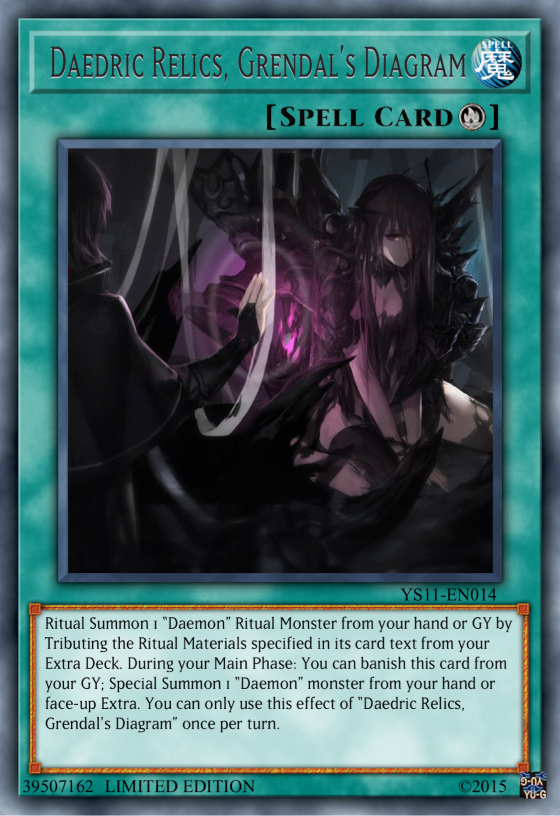 Daedric Relics, Grendal's Diagram
SPELL
魔
[Spell Card]
YS11-EN014
Ritual Summon 1 "Daemon" Ritual Monster from your hand or GY by
Tributing the Ritual Materials specified in its card text from your
Extra Deck. During your Main Phase: You can banish this card from
your GY; Special Summon 1 "Daemon" monster from your hand or
face-up Extra. You can only use this effect of "Daedric Relics,
Grendal's Diagram" once per turn.
39507162 LIMITED EDITION ©2015
YU-G
YU-G